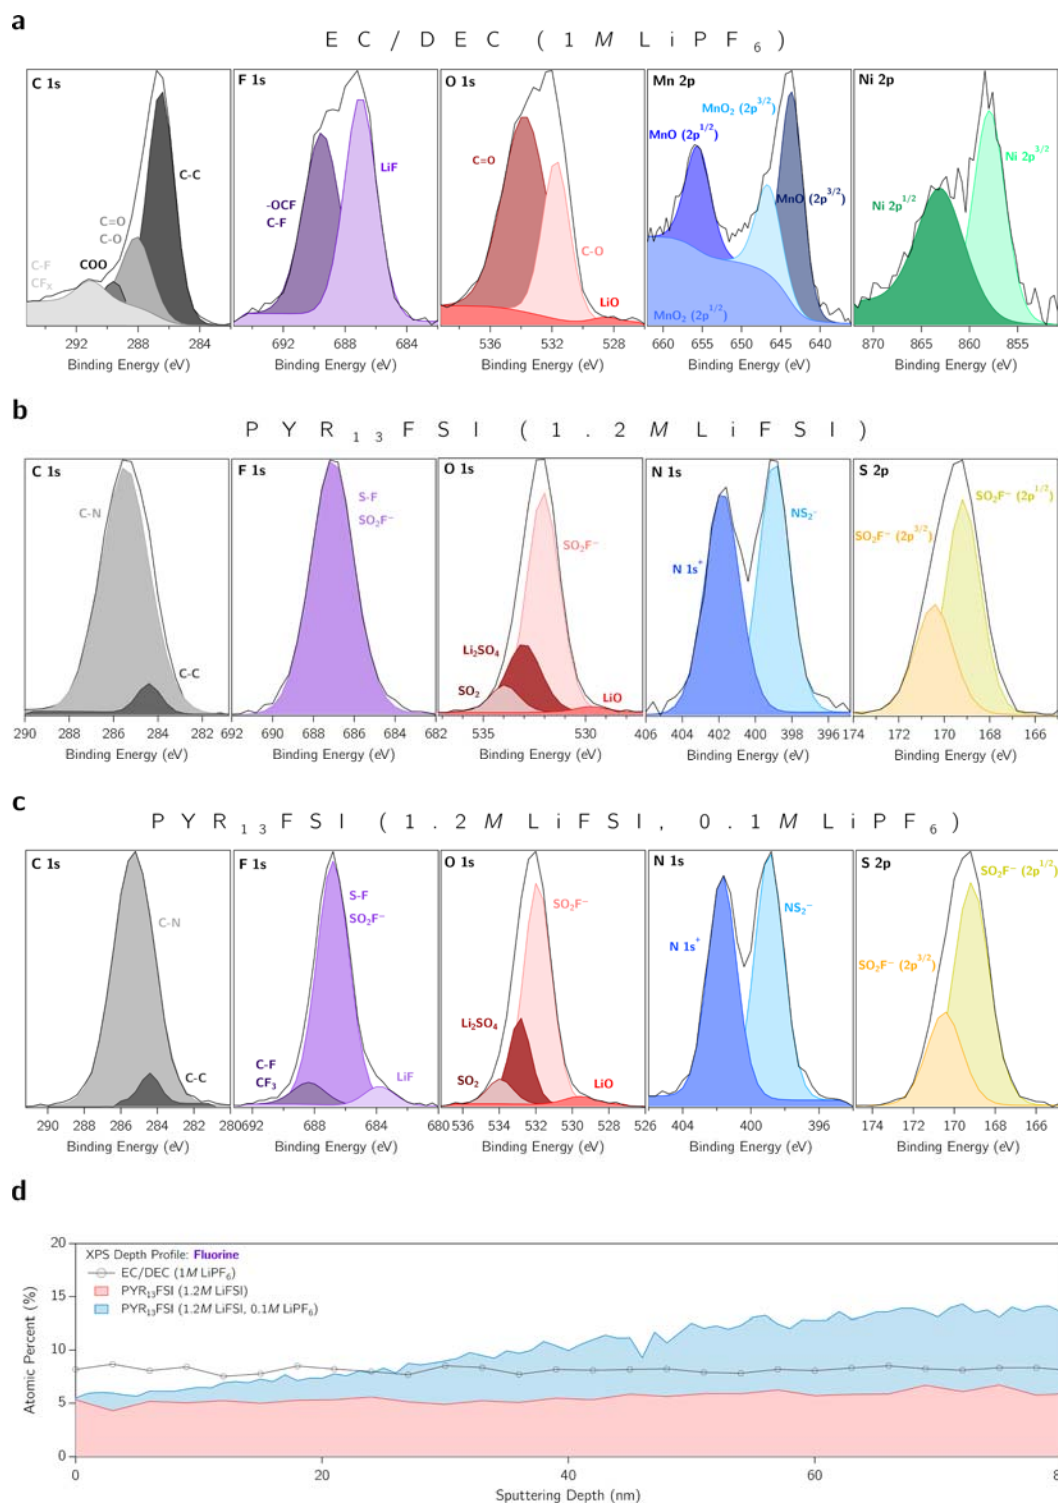 a
EC/DEC (1M LiPF₆)
C 1s
C-C
C=O
C-O
COO
C-F
CFₓ
292 288 284
Binding Energy (eV)
F 1s
-OCF
C-F
LiF
692 688 684
Binding Energy (eV)
O 1s
C=O
C-O
LiO
536 532 528
Binding Energy (eV)
Mn 2p
MnO₂ (2p³/²)
MnO (2p¹/²)
MnO (2p³/²)
MnO₂ (2p¹/²)
660 655 650 645 640
Binding Energy (eV)
Ni 2p
Ni 2p³/²
Ni 2p¹/²
870 865 860 855
Binding Energy (eV)
b
PYR₁₃FSI (1.2M LiFSI)
C 1s
C-N
C-C
290 288 286 284 282
Binding Energy (eV)
F 1s
S-F
SO₂F⁻
692 690 688 686 684 682
Binding Energy (eV)
O 1s
SO₂F⁻
Li₂SO₄
SO₂
LiO
535 530
Binding Energy (eV)
N 1s
NS₂⁻
N 1s⁺
406 404 402 400 398 396
Binding Energy (eV)
S 2p
SO₂F⁻ (2p¹/²)
SO₂F⁻ (2p³/²)
174 172 170 168 166
Binding Energy (eV)
c
PYR₁₃FSI (1.2M LiFSI, 0.1M LiPF₆)
C 1s
C-N
C-C
290 288 286 284 282 280
Binding Energy (eV)
F 1s
S-F
SO₂F⁻
C-F
CF₃
LiF
692 688 684 680
Binding Energy (eV)
O 1s
SO₂F⁻
Li₂SO₄
SO₂
LiO
536 534 532 530 528 526
Binding Energy (eV)
N 1s
NS₂⁻
N 1s⁺
404 400 396
Binding Energy (eV)
S 2p
SO₂F⁻ (2p¹/²)
SO₂F⁻ (2p³/²)
174 172 170 168 166
Binding Energy (eV)
d
XPS Depth Profile: Fluorine
EC/DEC (1M LiPF₆)
PYR₁₃FSI (1.2M LiFSI)
PYR₁₃FSI (1.2M LiFSI, 0.1M LiPF₆)
Atomic Percent (%)
20
15
10
5
0
0 20 40 60
Sputtering Depth (nm)